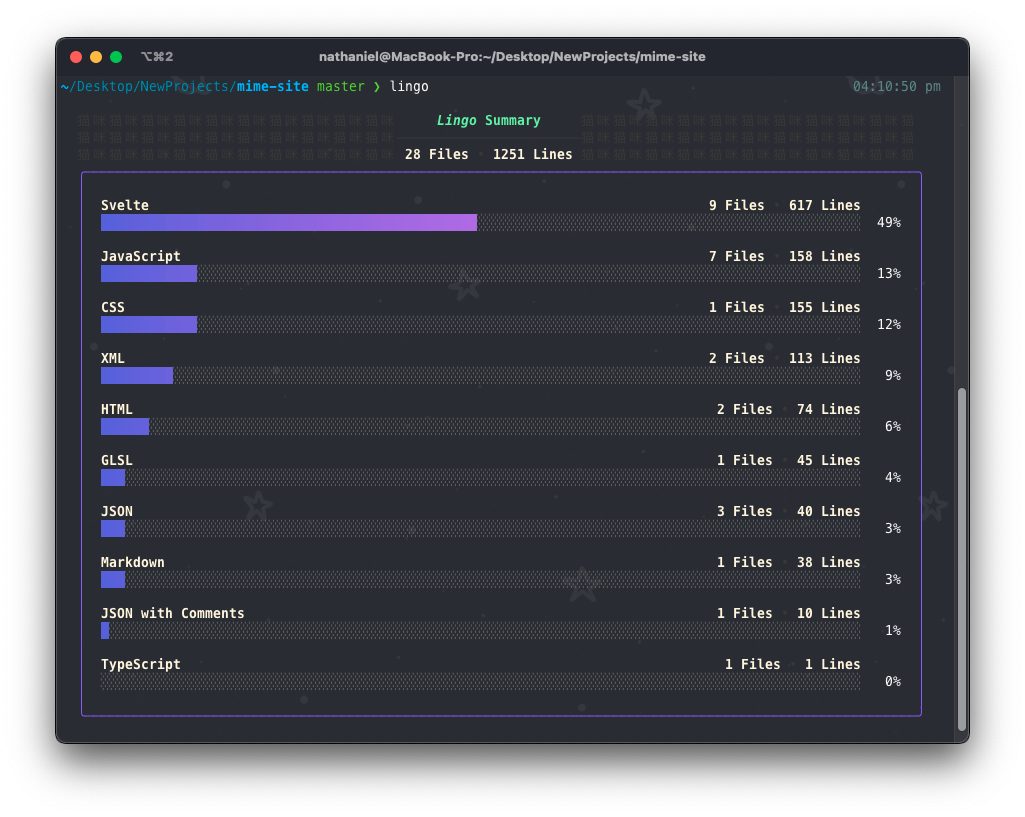 ⌥⌘2 nathaniel@MacBook-Pro:~/Desktop/NewProjects/mime-site
~/Desktop/NewProjects/mime-site master ❯ lingo 04:10:50 pm
Lingo Summary
28 Files · 1251 Lines
Svelte 9 Files · 617 Lines
49%
JavaScript 7 Files · 158 Lines
13%
CSS 1 Files · 155 Lines
12%
XML 2 Files · 113 Lines
9%
HTML 2 Files · 74 Lines
6%
GLSL 1 Files · 45 Lines
4%
JSON 3 Files · 40 Lines
3%
Markdown 1 Files · 38 Lines
3%
JSON with Comments 1 Files · 10 Lines
1%
TypeScript 1 Files · 1 Lines
0%